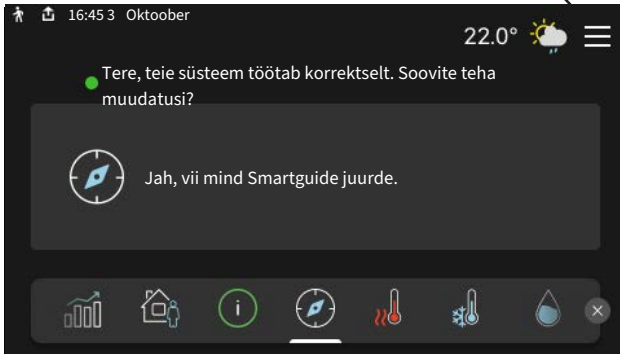 16:45 3 Oktoober
22.0°
Tere, teie süsteem töötab korrektselt. Soovite teha
muudatusi?
Jah, vii mind Smartguide juurde.
i